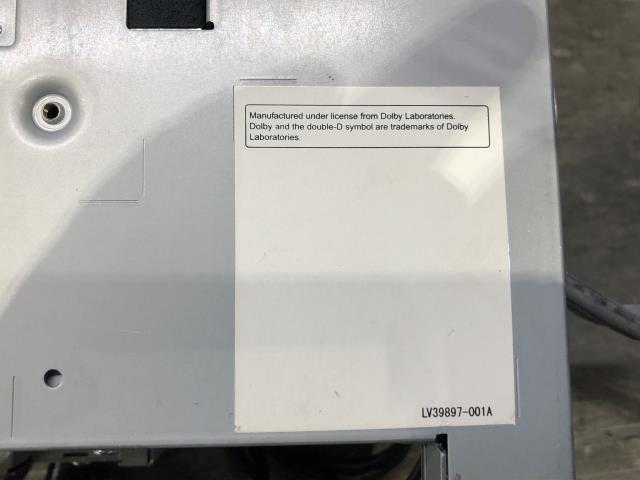 Manufactured under license from Dolby Laboratories.
Dolby and the double-D symbol are trademarks of Dolby
Laboratories.
LV39897-001A